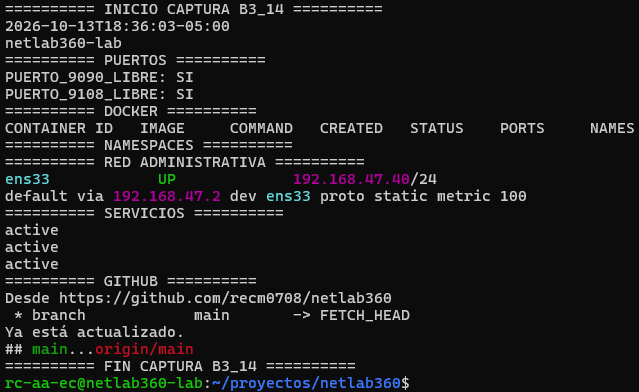 ========== INICIO CAPTURA B3_14 ==========
2026-10-13T18:36:03-05:00
netlab360-lab
========== PUERTOS ==========
PUERTO_9090_LIBRE: SI
PUERTO_9108_LIBRE: SI
========== DOCKER ==========
CONTAINER ID   IMAGE     COMMAND   CREATED   STATUS    PORTS     NAMES
========== NAMESPACES ==========
========== RED ADMINISTRATIVA ==========
ens33            UP             192.168.47.40/24
default via 192.168.47.2 dev ens33 proto static metric 100
========== SERVICIOS ==========
active
active
active
========== GITHUB ==========
Desde https://github.com/recm0708/netlab360
 * branch            main       -> FETCH_HEAD
Ya está actualizado.
## main...origin/main
========== FIN CAPTURA B3_14 ==========
rc-aa-ec@netlab360-lab:~/proyectos/netlab360$